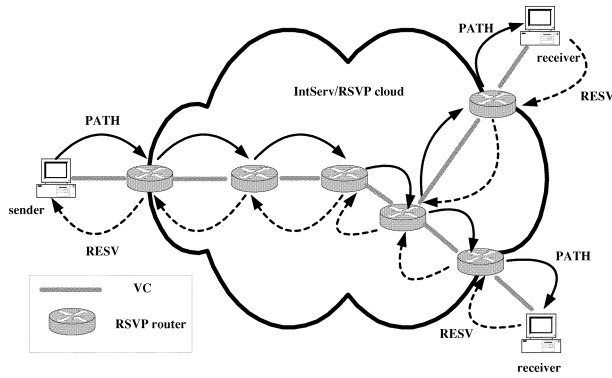 PATH
receiver
IntServ/RSVP cloud
RESV
PATH
sender
RESV
PATH
VC
RSVP router
RESV
receiver